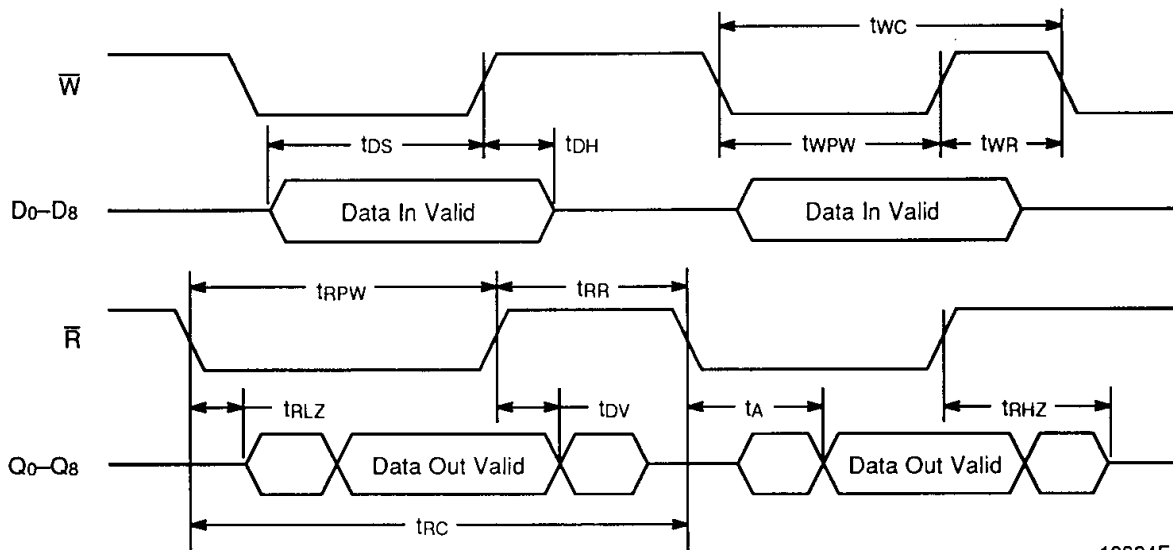 tWC
W̅
tDS
tDH
tWPW
tWR
D0–D8
Data In Valid
Data In Valid
tRPW
tRR
R̅
tRLZ
tDV
tA
tRHZ
Q0–Q8
Data Out Valid
Data Out Valid
tRC